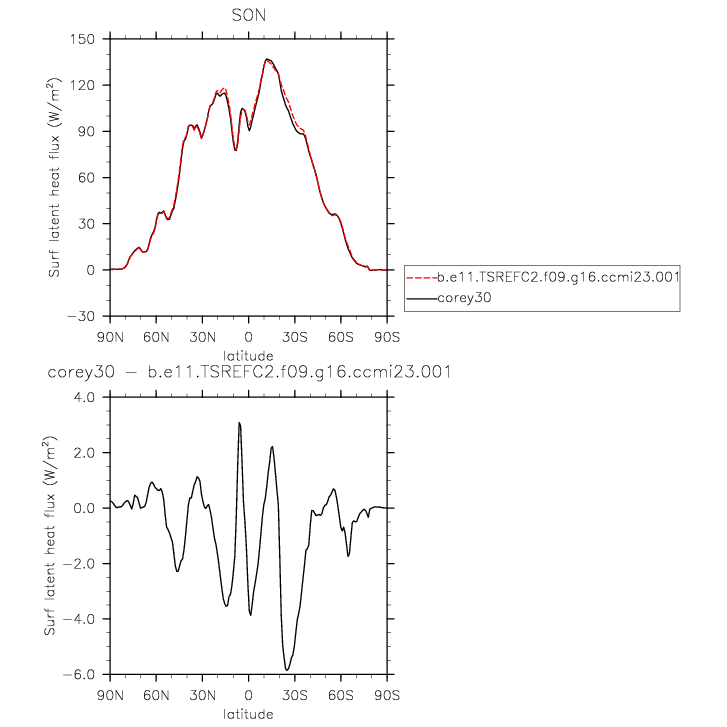 SON
150
120
90
60
30
0
−30
Surf latent heat flux (W/m²)
90N 60N 30N 0 30S 60S 90S
latitude
b.e11.TSREFC2.f09.g16.ccmi23.001
corey30
corey30 − b.e11.TSREFC2.f09.g16.ccmi23.001
4.0
2.0
0.0
−2.0
−4.0
−6.0
Surf latent heat flux (W/m²)
90N 60N 30N 0 30S 60S 90S
latitude